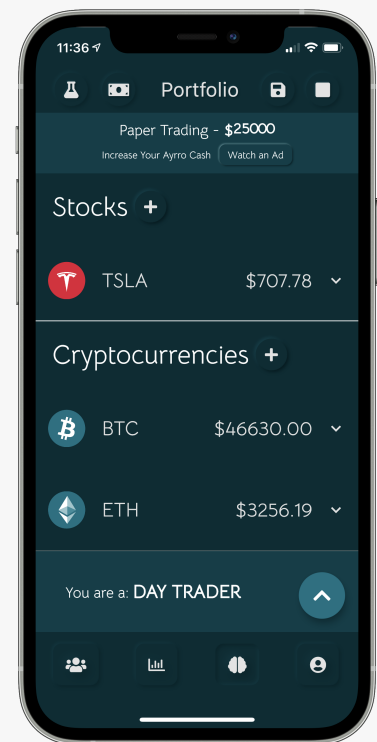 11:36
Portfolio
Paper Trading - $25000
Increase Your Ayrro Cash Watch an Ad
Stocks +
TSLA $707.78
Cryptocurrencies +
BTC $46630.00
ETH $3256.19
You are a: DAY TRADER